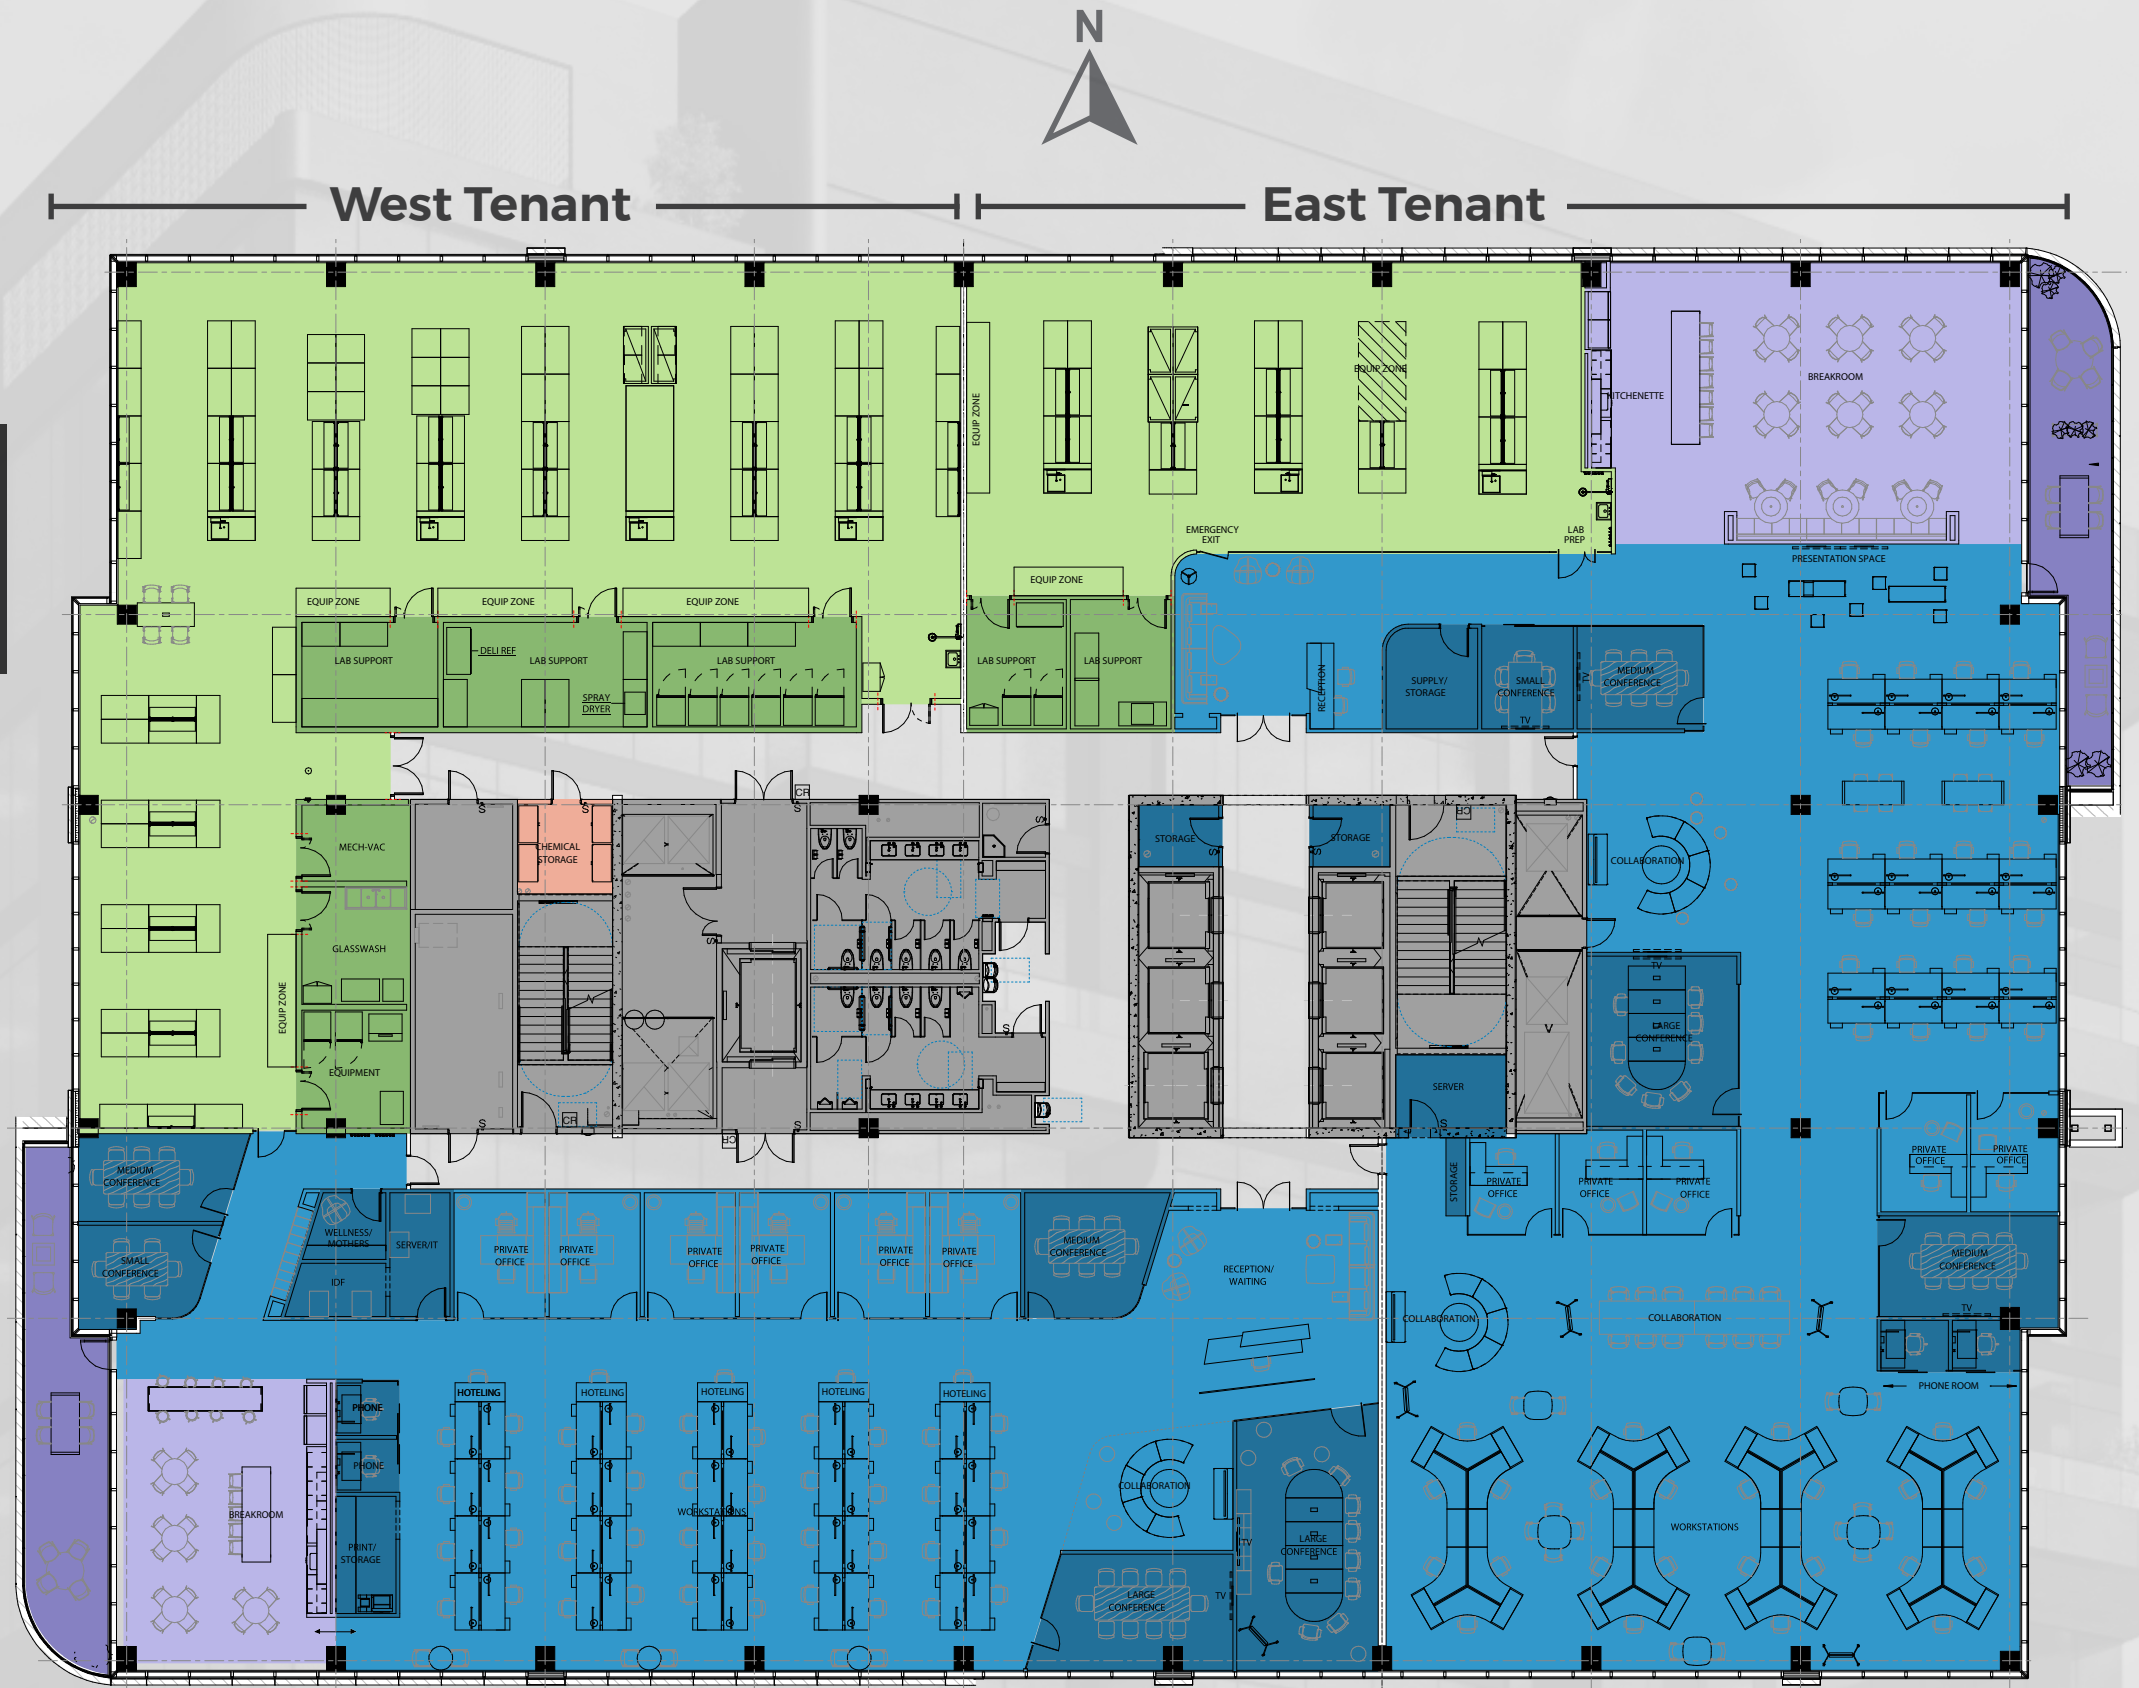 N
West Tenant
East Tenant
EQUIP ZONE
EQUIP ZONE
KITCHENETTE
BREAKROOM
EMERGENCY
EXIT
LAB
PREP
PRESENTATION SPACE
EQUIP ZONE
EQUIP ZONE
EQUIP ZONE
EQUIP ZONE
LAB SUPPORT
DELI REF
LAB SUPPORT
SPRAY
DRYER
LAB SUPPORT
LAB SUPPORT
LAB SUPPORT
RECEPTION
SUPPLY/
STORAGE
SMALL
CONFERENCE
TV
TV
MEDIUM
CONFERENCE
CR
S
S
S
S
CR
MECH-VAC
CHEMICAL
STORAGE
STORAGE
S
STORAGE
S
COLLABORATION
GLASSWASH
S
EQUIP ZONE
TV
LARGE
CONFERENCE
S
EQUIPMENT
SERVER
S
CR
S
S
CR
MEDIUM
CONFERENCE
SMALL
CONFERENCE
WELLNESS/
MOTHERS
SERVER/IT
IDF
PRIVATE
OFFICE
PRIVATE
OFFICE
PRIVATE
OFFICE
PRIVATE
OFFICE
PRIVATE
OFFICE
PRIVATE
OFFICE
MEDIUM
CONFERENCE
RECEPTION/
WAITING
STORAGE
PRIVATE
OFFICE
PRIVATE
OFFICE
PRIVATE
OFFICE
PRIVATE
OFFICE
PRIVATE
OFFICE
MEDIUM
CONFERENCE
TV
COLLABORATION
COLLABORATION
PHONE ROOM
HOTELING
HOTELING
HOTELING
HOTELING
HOTELING
PHONE
PHONE
BREAKROOM
PRINT/
STORAGE
WORKSTATIONS
COLLABORATION
TV
LARGE
CONFERENCE
LARGE
CONFERENCE
TV
WORKSTATIONS